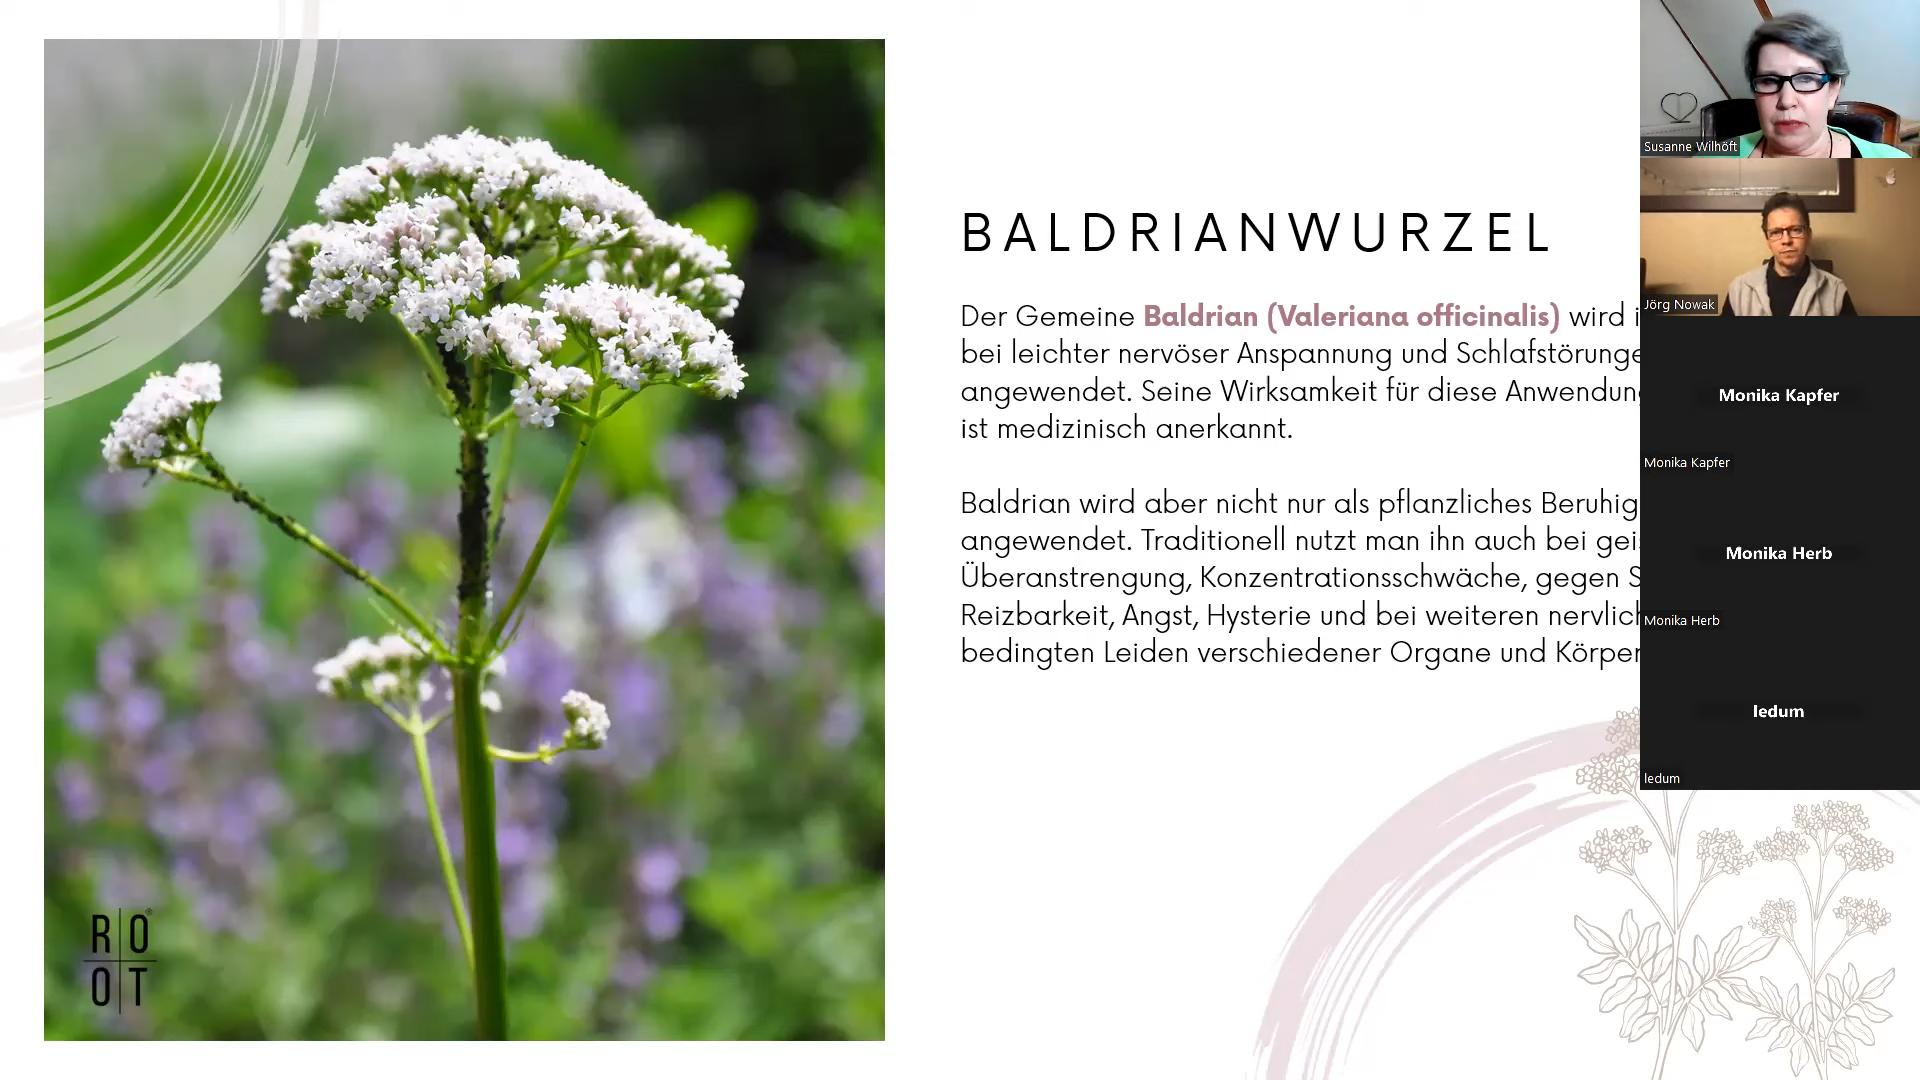 BALDRIANWURZEL
Der Gemeine Baldrian (Valeriana officinalis) wird
bei leichter nervöser Anspannung und Schlafstörunge
angewendet. Seine Wirksamkeit für diese Anwendun
ist medizinisch anerkannt.
Baldrian wird aber nicht nur als pflanzliches Beruhig
angewendet. Traditionell nutzt man ihn auch bei gei
Überanstrengung, Konzentrationsschwäche, gegen S
Reizbarkeit, Angst, Hysterie und bei weiteren nervlich
bedingten Leiden verschiedener Organe und Körper
RO®
OT
Susanne Wilhöft
Jörg Nowak
Monika Kapfer
Monika Kapfer
Monika Herb
Monika Herb
ledum
ledum